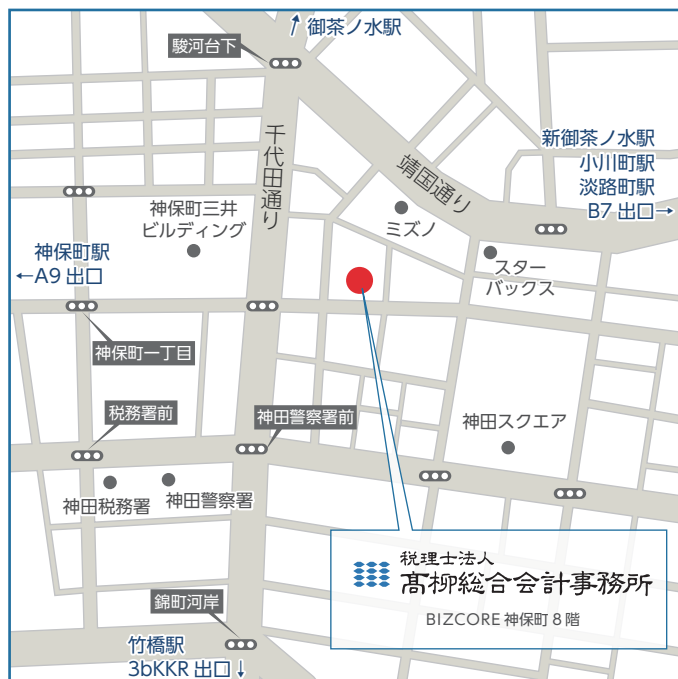 御茶ノ水駅
駿河台下
千代田通り
靖国通り
新御茶ノ水駅
小川町駅
淡路町駅
B7 出口
ミズノ
神保町三井
ビルディング
スター
バックス
神保町駅
A9 出口
神保町一丁目
税務署前
神田警察署前
神田スクエア
神田税務署
神田警察署
税理士法人
髙柳総合会計事務所
BIZCORE 神保町 8 階
錦町河岸
竹橋駅
3bKKR 出口